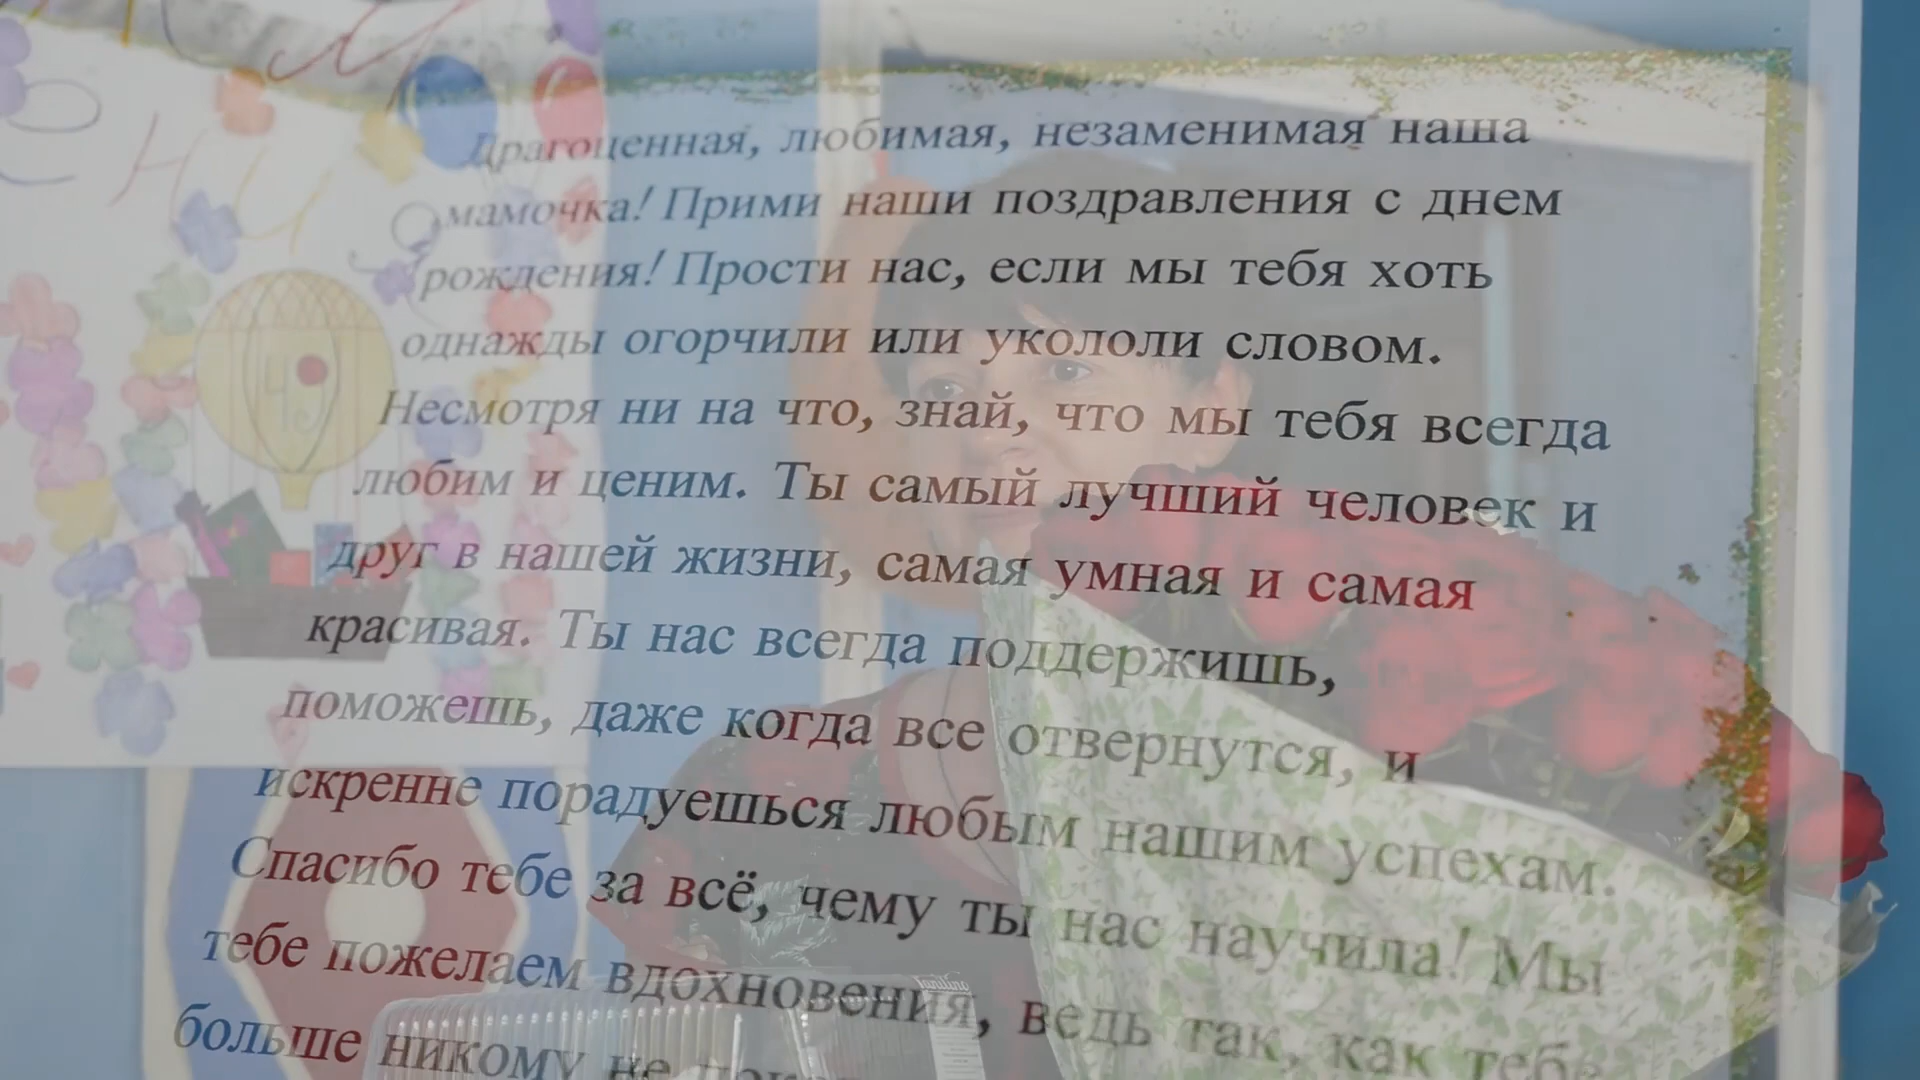 Драгоценная, любимая, незаменимая наша
мамочка! Прими наши поздравления с днем
рождения! Прости нас, если мы тебя хоть
однажды огорчили или укололи словом.
Несмотря ни на что, знай, что мы тебя всегда
любим и ценим. Ты самый лучший человек и
друг в нашей жизни, самая умная и самая
красивая. Ты нас всегда поддержишь,
поможешь, даже когда все отвернутся, и
искренне порадуешься любым нашим успехам.
Спасибо тебе за всё, чему ты нас научила! Мы
тебе пожелаем вдохновения, ведь так, как тебе
больше никому не